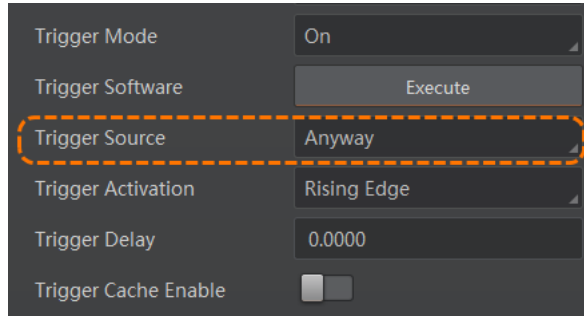 Trigger Mode On
Trigger Software Execute
Trigger Source Anyway
Trigger Activation Rising Edge
Trigger Delay 0.0000
Trigger Cache Enable